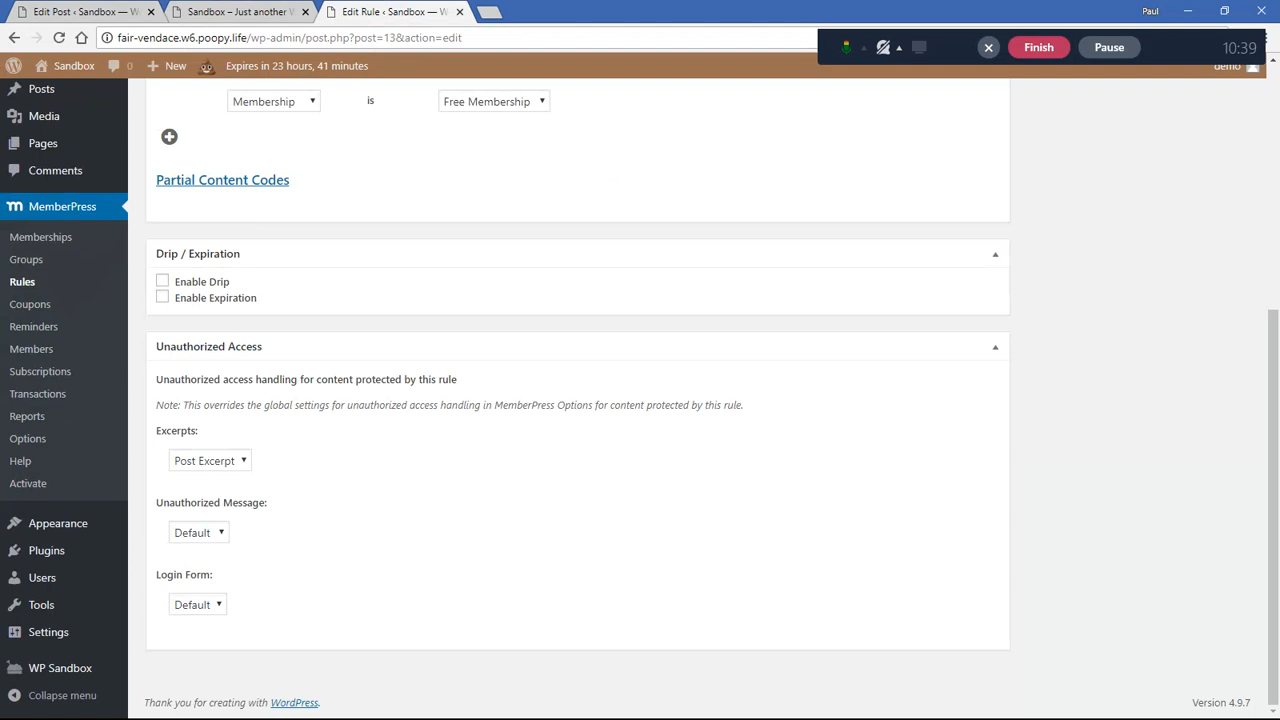 Edit Post ‹ Sandbox — W
Sandbox – Just another W
Edit Rule ‹ Sandbox — W
Paul
fair-vendace.w6.poopy.life/wp-admin/post.php?post=13&action=edit
Finish
Pause
10:39
Sandbox
0
New
Expires in 23 hours, 41 minutes
demo
Posts
Media
Pages
Comments
MemberPress
Memberships
Groups
Rules
Coupons
Reminders
Members
Subscriptions
Transactions
Reports
Options
Help
Activate
Appearance
Plugins
Users
Tools
Settings
WP Sandbox
Collapse menu
Membership is Free Membership
Partial Content Codes
Drip / Expiration
Enable Drip
Enable Expiration
Unauthorized Access
Unauthorized access handling for content protected by this rule
Note: This overrides the global settings for unauthorized access handling in MemberPress Options for content protected by this rule.
Excerpts:
Post Excerpt
Unauthorized Message:
Default
Login Form:
Default
Thank you for creating with WordPress.
Version 4.9.7